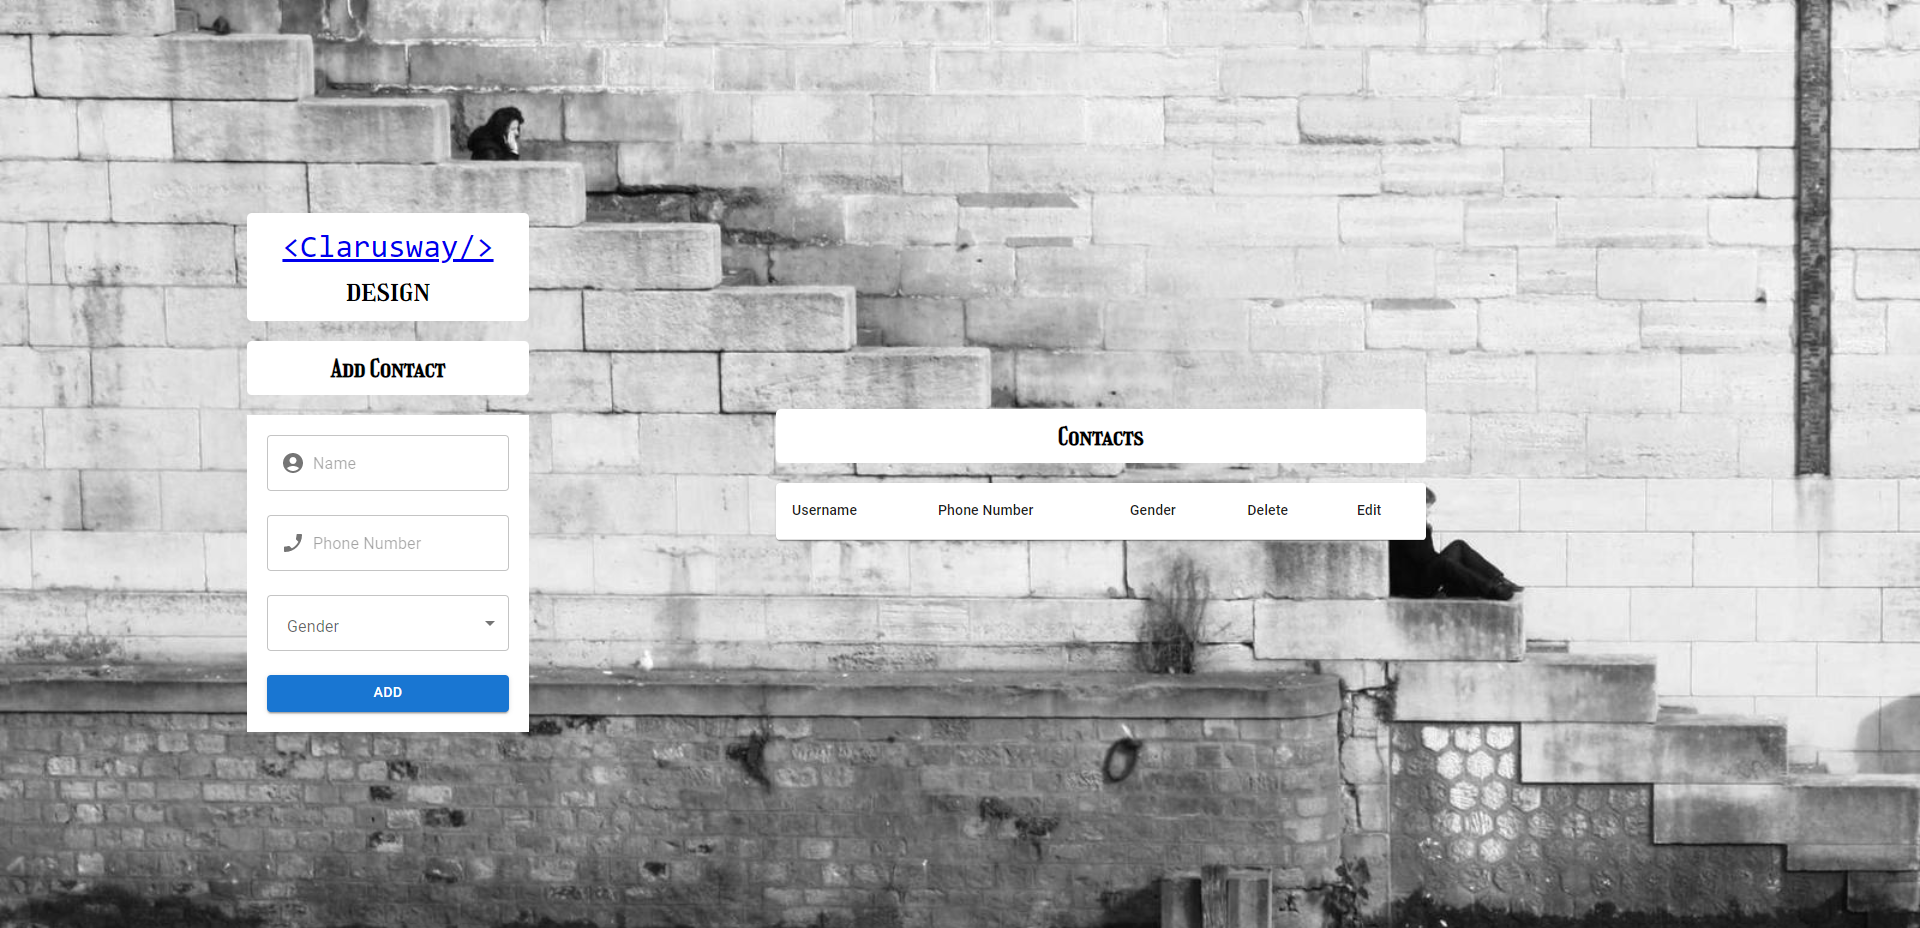 <Clarusway/>
DESIGN
Add Contact
Name
Phone Number
Gender
ADD
Contacts
Username Phone Number Gender Delete Edit